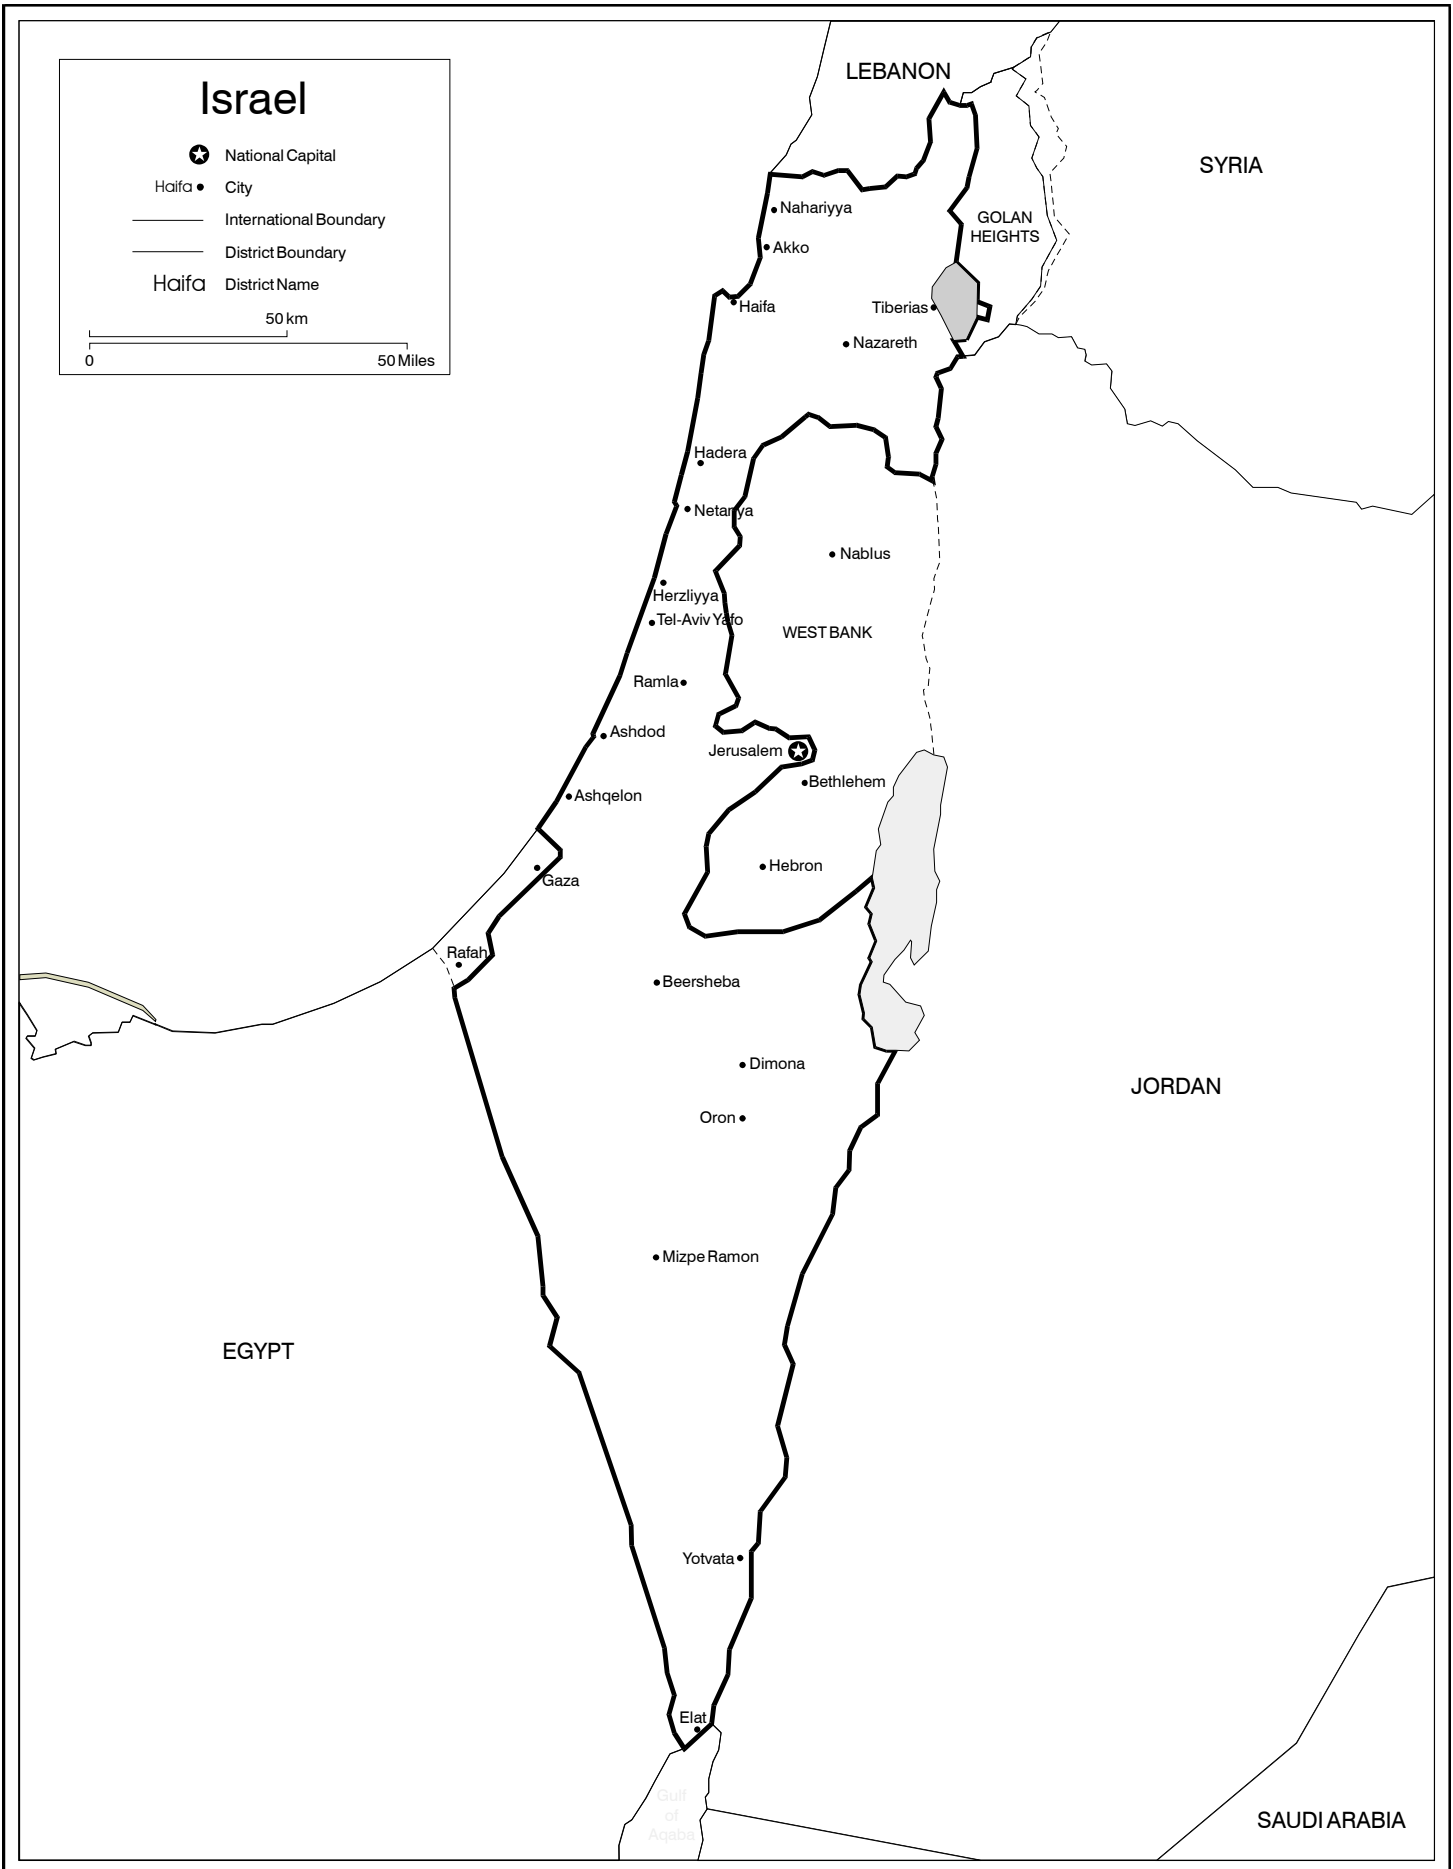 Israel
National Capital
Haifa
City
International Boundary
District Boundary
Haifa
District Name
50 km
0
50 Miles
LEBANON
SYRIA
Nahariyya
GOLAN
HEIGHTS
Akko
Haifa
Tiberias
Nazareth
Hadera
Netanya
Nablus
Herzliyya
Tel-Aviv Yafo
WEST BANK
Ramla
Ashdod
Jerusalem
Bethlehem
Ashqelon
Hebron
Gaza
Rafah
Beersheba
Dimona
JORDAN
Oron
Mizpe Ramon
EGYPT
Yotvata
Elat
Gulf
of
Aqaba
SAUDI ARABIA